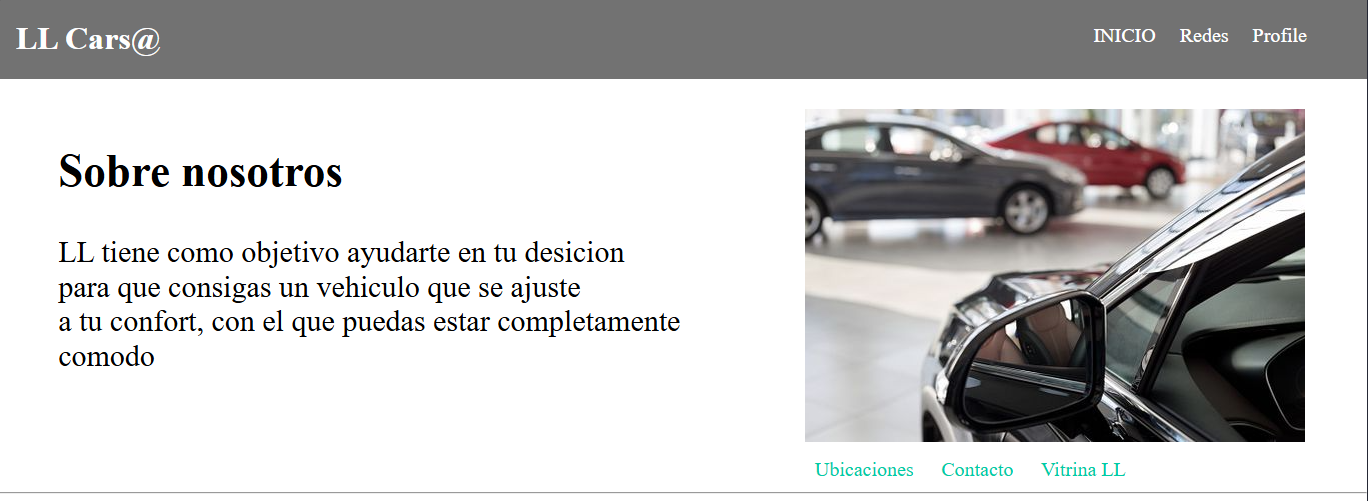 LL Cars@
INICIO Redes Profile
Sobre nosotros
LL tiene como objetivo ayudarte en tu desicion
para que consigas un vehiculo que se ajuste
a tu confort, con el que puedas estar completamente
comodo
Ubicaciones Contacto Vitrina LL